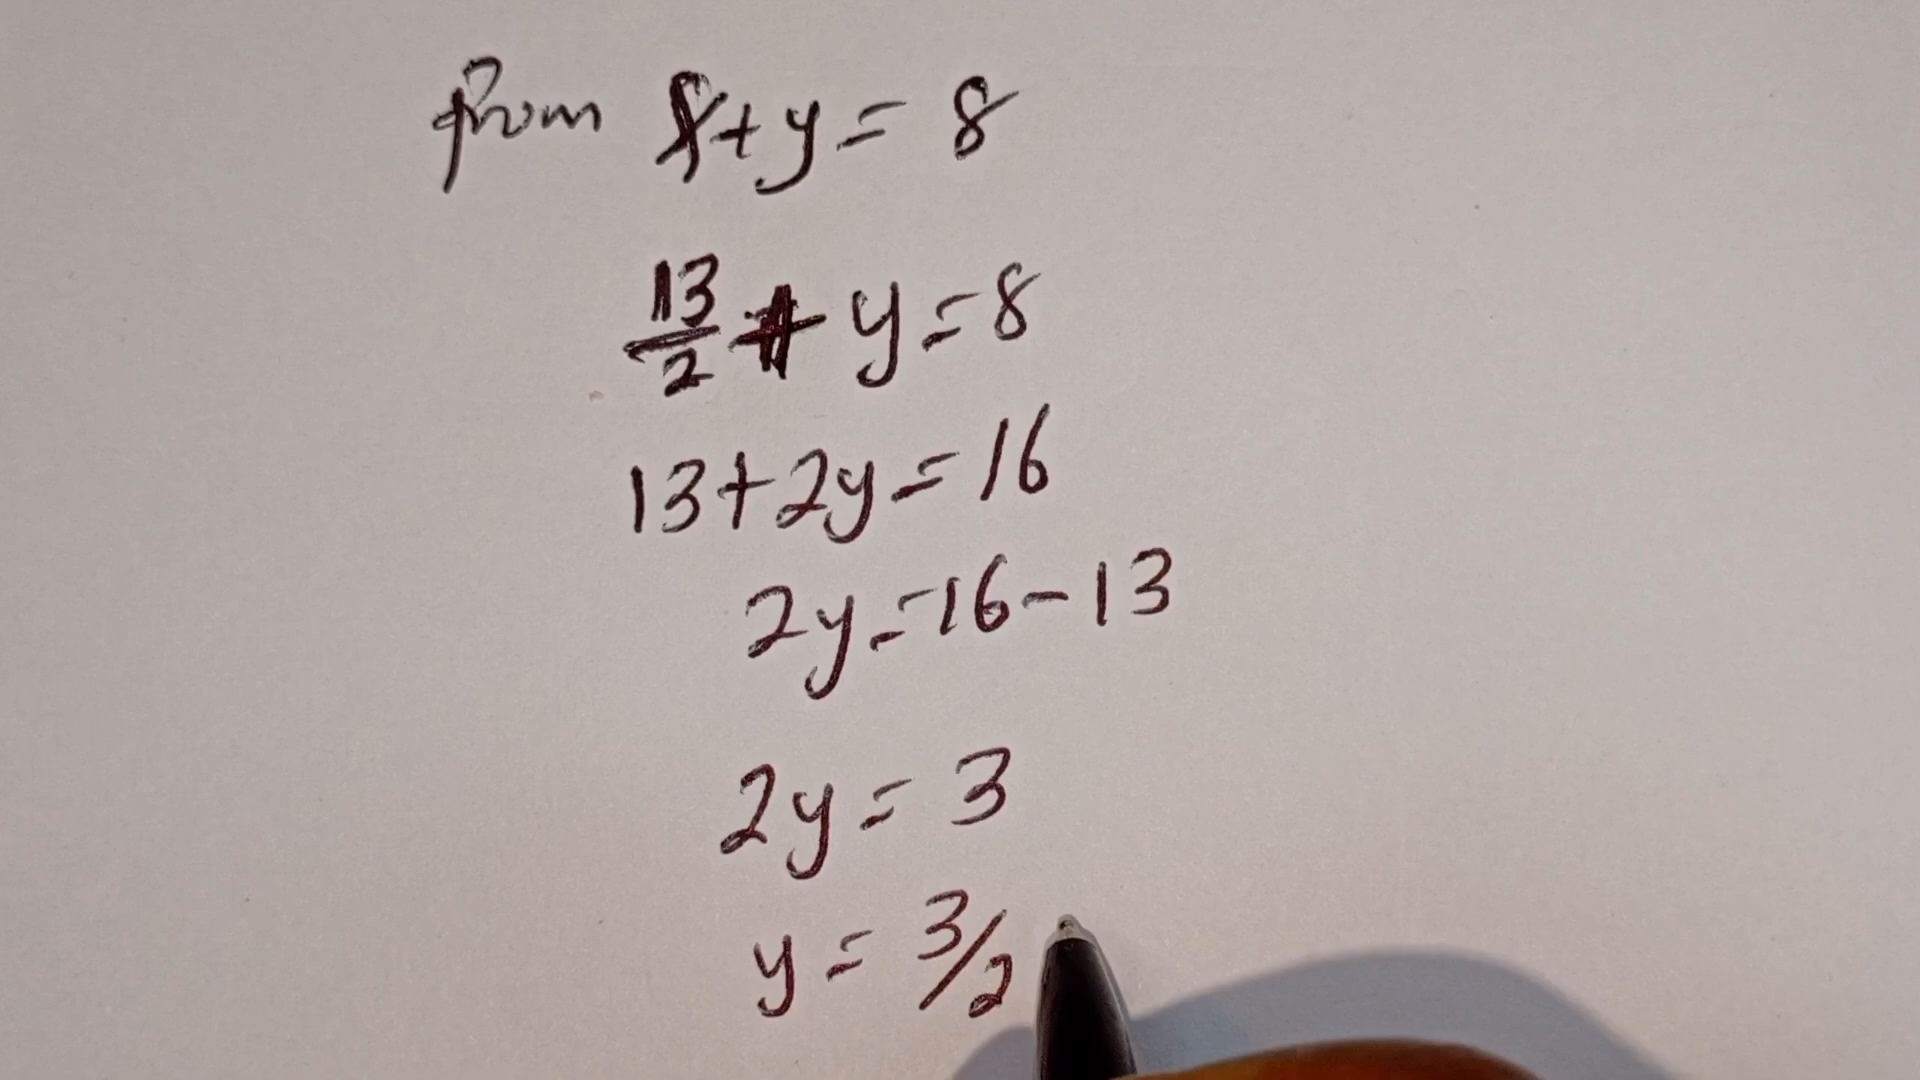 from x+y=8
13/2 + y=8
13+2y=16
2y=16-13
2y=3
y=3/2